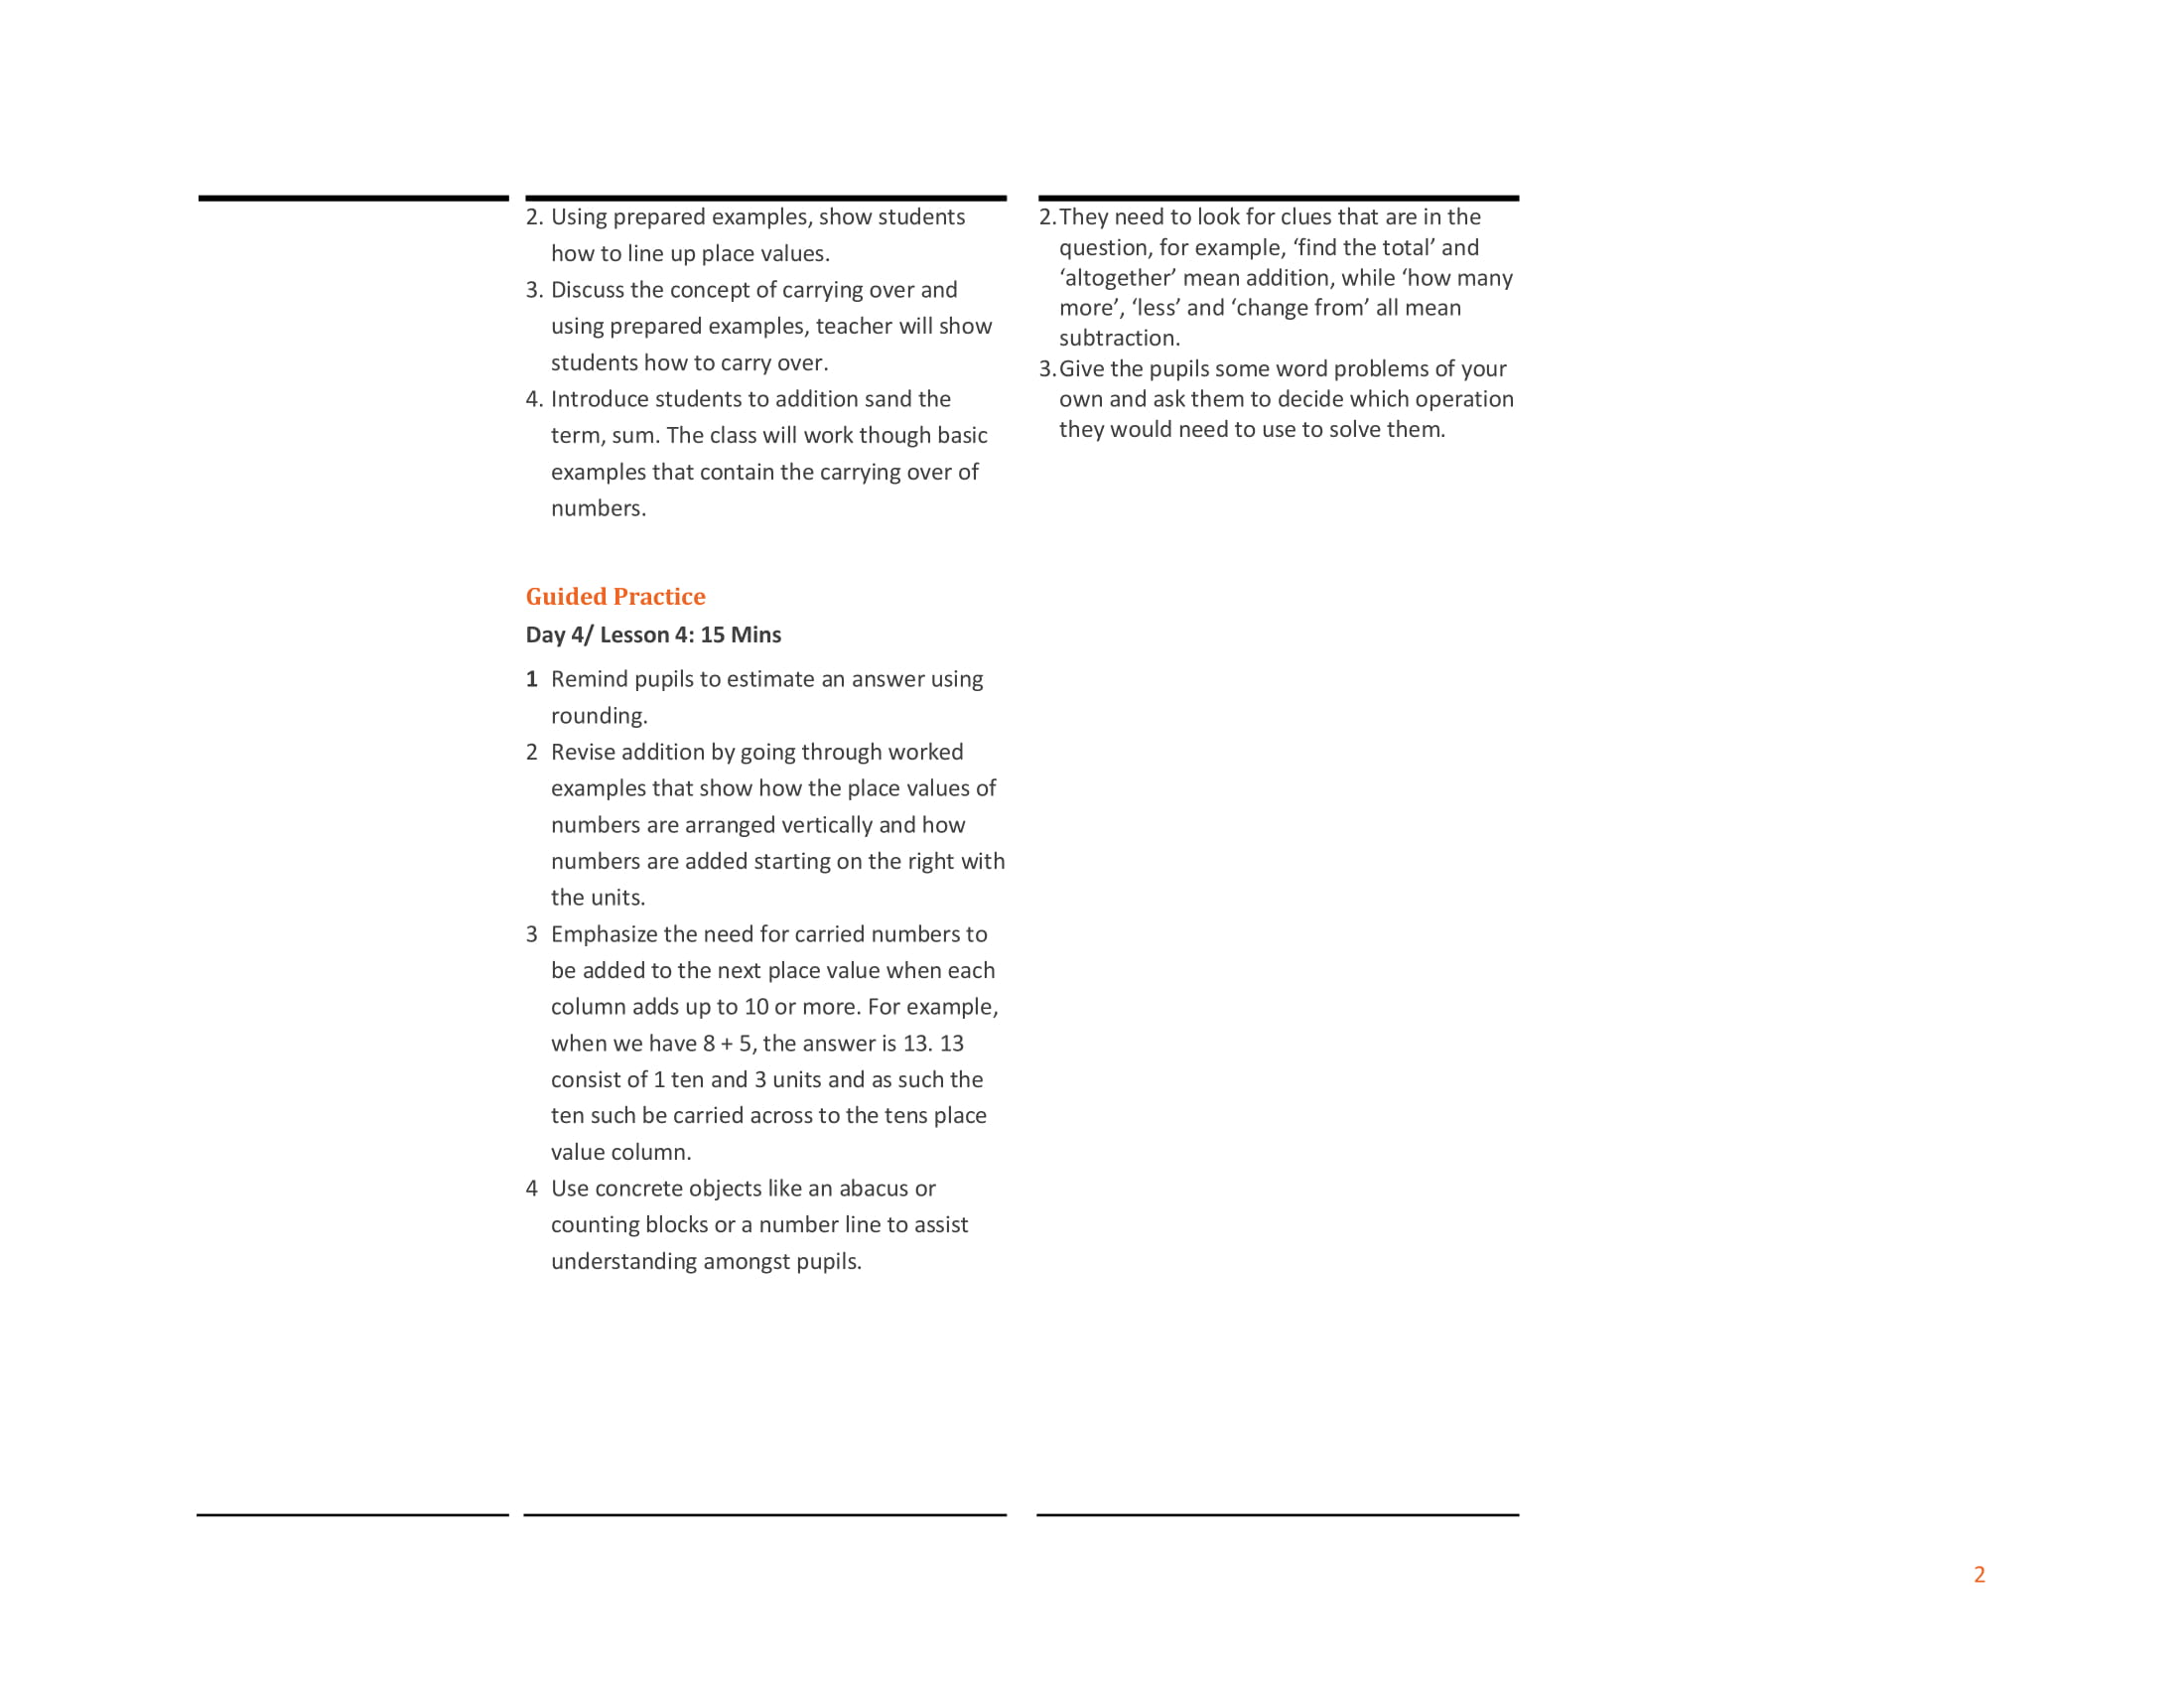 2. Using prepared examples, show students
how to line up place values.
3. Discuss the concept of carrying over and
using prepared examples, teacher will show
students how to carry over.
4. Introduce students to addition sand the
term, sum. The class will work though basic
examples that contain the carrying over of
numbers.
Guided Practice
Day 4/ Lesson 4: 15 Mins
1 Remind pupils to estimate an answer using
rounding.
2 Revise addition by going through worked
examples that show how the place values of
numbers are arranged vertically and how
numbers are added starting on the right with
the units.
3 Emphasize the need for carried numbers to
be added to the next place value when each
column adds up to 10 or more. For example,
when we have 8 + 5, the answer is 13. 13
consist of 1 ten and 3 units and as such the
ten such be carried across to the tens place
value column.
4 Use concrete objects like an abacus or
counting blocks or a number line to assist
understanding amongst pupils.
2.They need to look for clues that are in the
question, for example, ‘find the total’ and
‘altogether’ mean addition, while ‘how many
more’, ‘less’ and ‘change from’ all mean
subtraction.
3.Give the pupils some word problems of your
own and ask them to decide which operation
they would need to use to solve them.
2